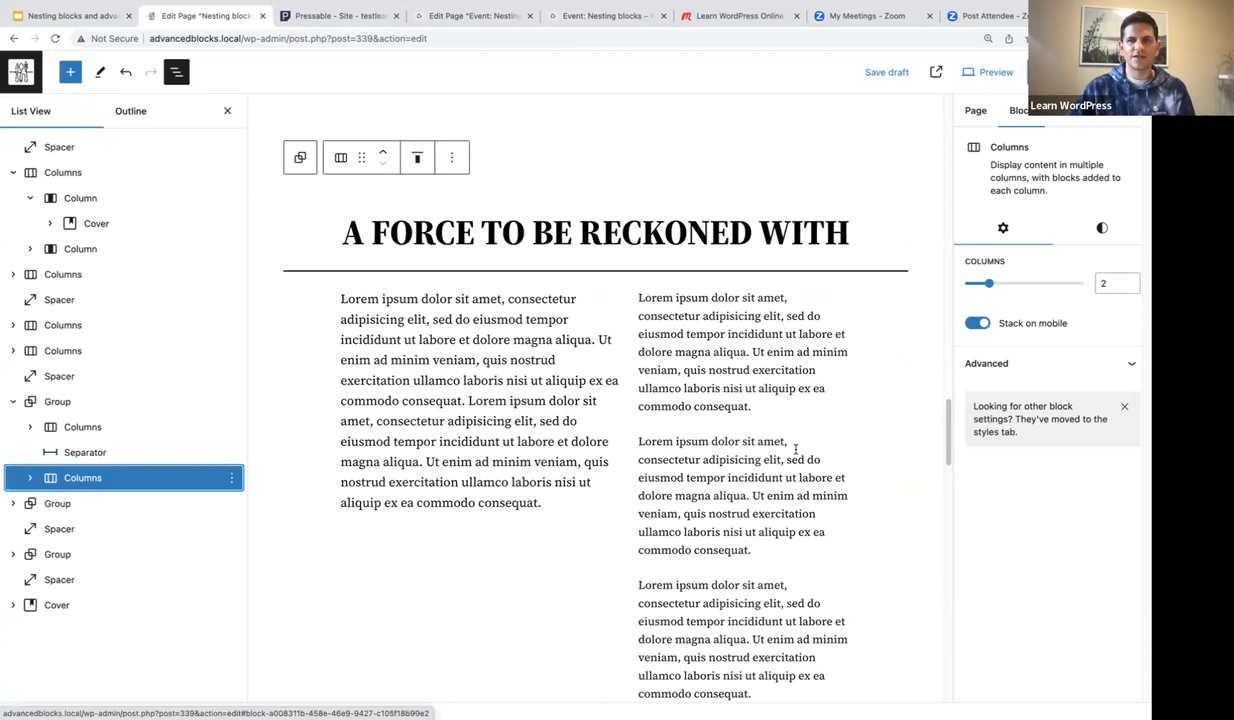 Nesting blocks and advanc
Edit Page "Nesting block
Pressable - Site - testlearn
Edit Page "Event: Nesting
Event: Nesting blocks –
Learn WordPress Online
My Meetings - Zoom
Post Attendee - Zo
Not Secure
advancedblocks.local/wp-admin/post.php?post=339&action=edit
Save draft
Preview
Learn WordPress
List View
Outline
Page
Bloc
Spacer
Columns
Column
Cover
Column
Columns
Spacer
Columns
Columns
Spacer
Group
Columns
Separator
Columns
Group
Spacer
Group
Spacer
Cover
A FORCE TO BE RECKONED WITH
Lorem ipsum dolor sit amet, consectetur
adipisicing elit, sed do eiusmod tempor
incididunt ut labore et dolore magna aliqua. Ut
enim ad minim veniam, quis nostrud
exercitation ullamco laboris nisi ut aliquip ex ea
commodo consequat. Lorem ipsum dolor sit
amet, consectetur adipisicing elit, sed do
eiusmod tempor incididunt ut labore et dolore
magna aliqua. Ut enim ad minim veniam, quis
nostrud exercitation ullamco laboris nisi ut
aliquip ex ea commodo consequat.
Lorem ipsum dolor sit amet,
consectetur adipisicing elit, sed do
eiusmod tempor incididunt ut labore et
dolore magna aliqua. Ut enim ad minim
veniam, quis nostrud exercitation
ullamco laboris nisi ut aliquip ex ea
commodo consequat.
Lorem ipsum dolor sit amet,
consectetur adipisicing elit, sed do
eiusmod tempor incididunt ut labore et
dolore magna aliqua. Ut enim ad minim
veniam, quis nostrud exercitation
ullamco laboris nisi ut aliquip ex ea
commodo consequat.
Lorem ipsum dolor sit amet,
consectetur adipisicing elit, sed do
eiusmod tempor incididunt ut labore et
dolore magna aliqua. Ut enim ad minim
veniam, quis nostrud exercitation
ullamco laboris nisi ut aliquip ex ea
commodo consequat.
Columns
Display content in multiple
columns, with blocks added to
each column.
COLUMNS
2
Stack on mobile
Advanced
Looking for other block
settings? They've moved to the
styles tab.
advancedblocks.local/wp-admin/post.php?post=339&action=edit#block-a008311b-458e-46e9-9427-c105f18b99e2